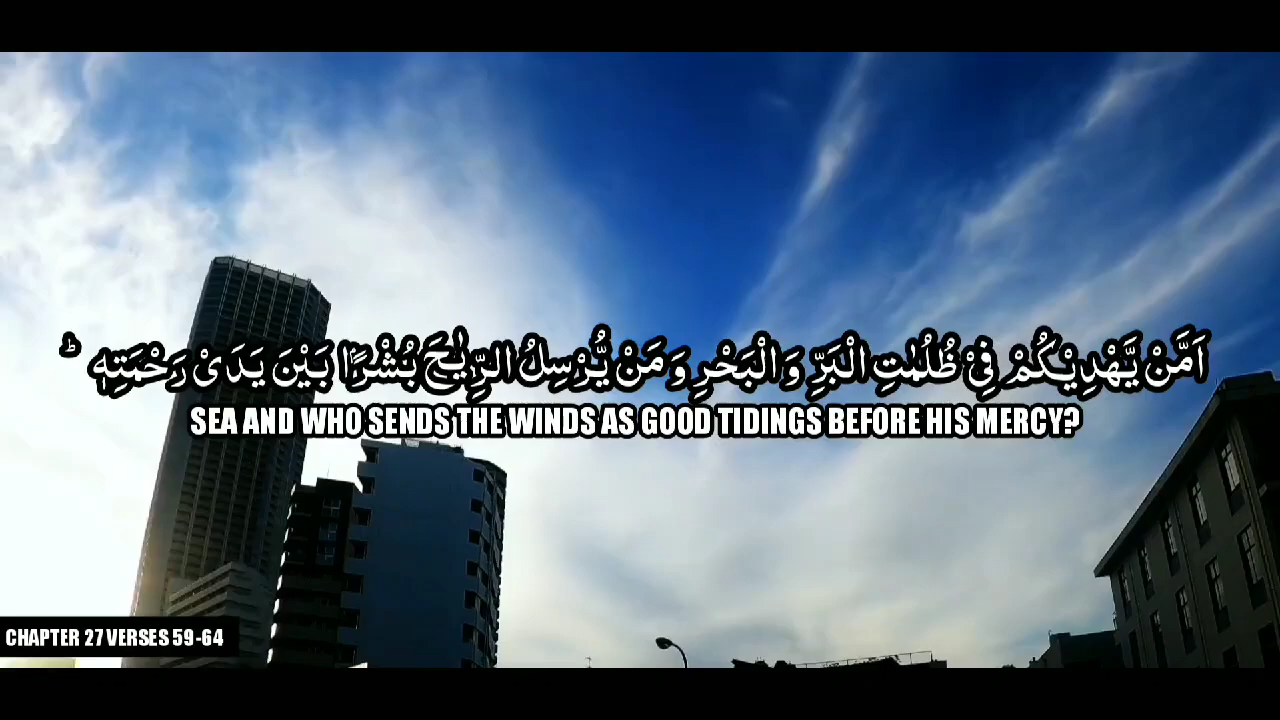 اَمَّنْ يَّهْدِيْكُمْ فِيْ ظُلُمٰتِ الْبَرِّ وَ الْبَحْرِ وَ مَنْ يُّرْسِلُ الرِّيٰحَ بُشْرًۢا بَيْنَ يَدَيْ رَحْمَتِهٖ ؕ
SEA AND WHO SENDS THE WINDS AS GOOD TIDINGS BEFORE HIS MERCY?
CHAPTER 27 VERSES 59-64